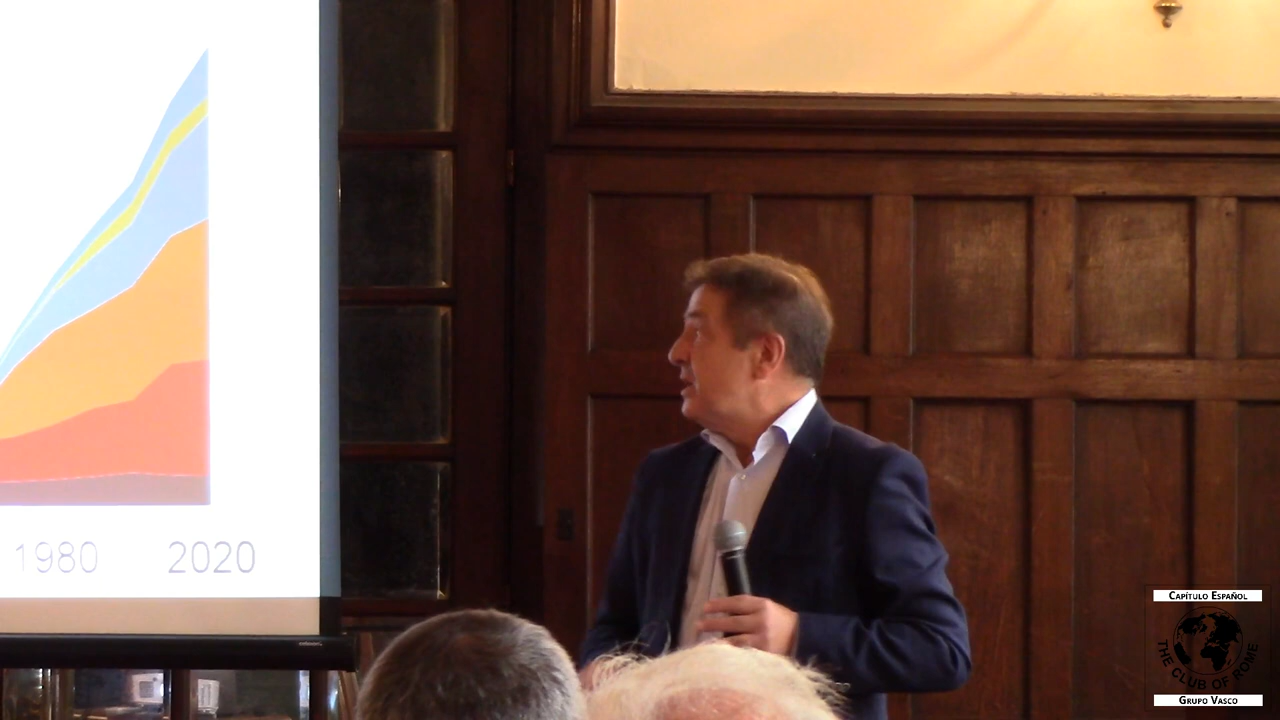 1980 2020
CAPÍTULO ESPAÑOL
THE CLUB OF ROME
GRUPO VASCO